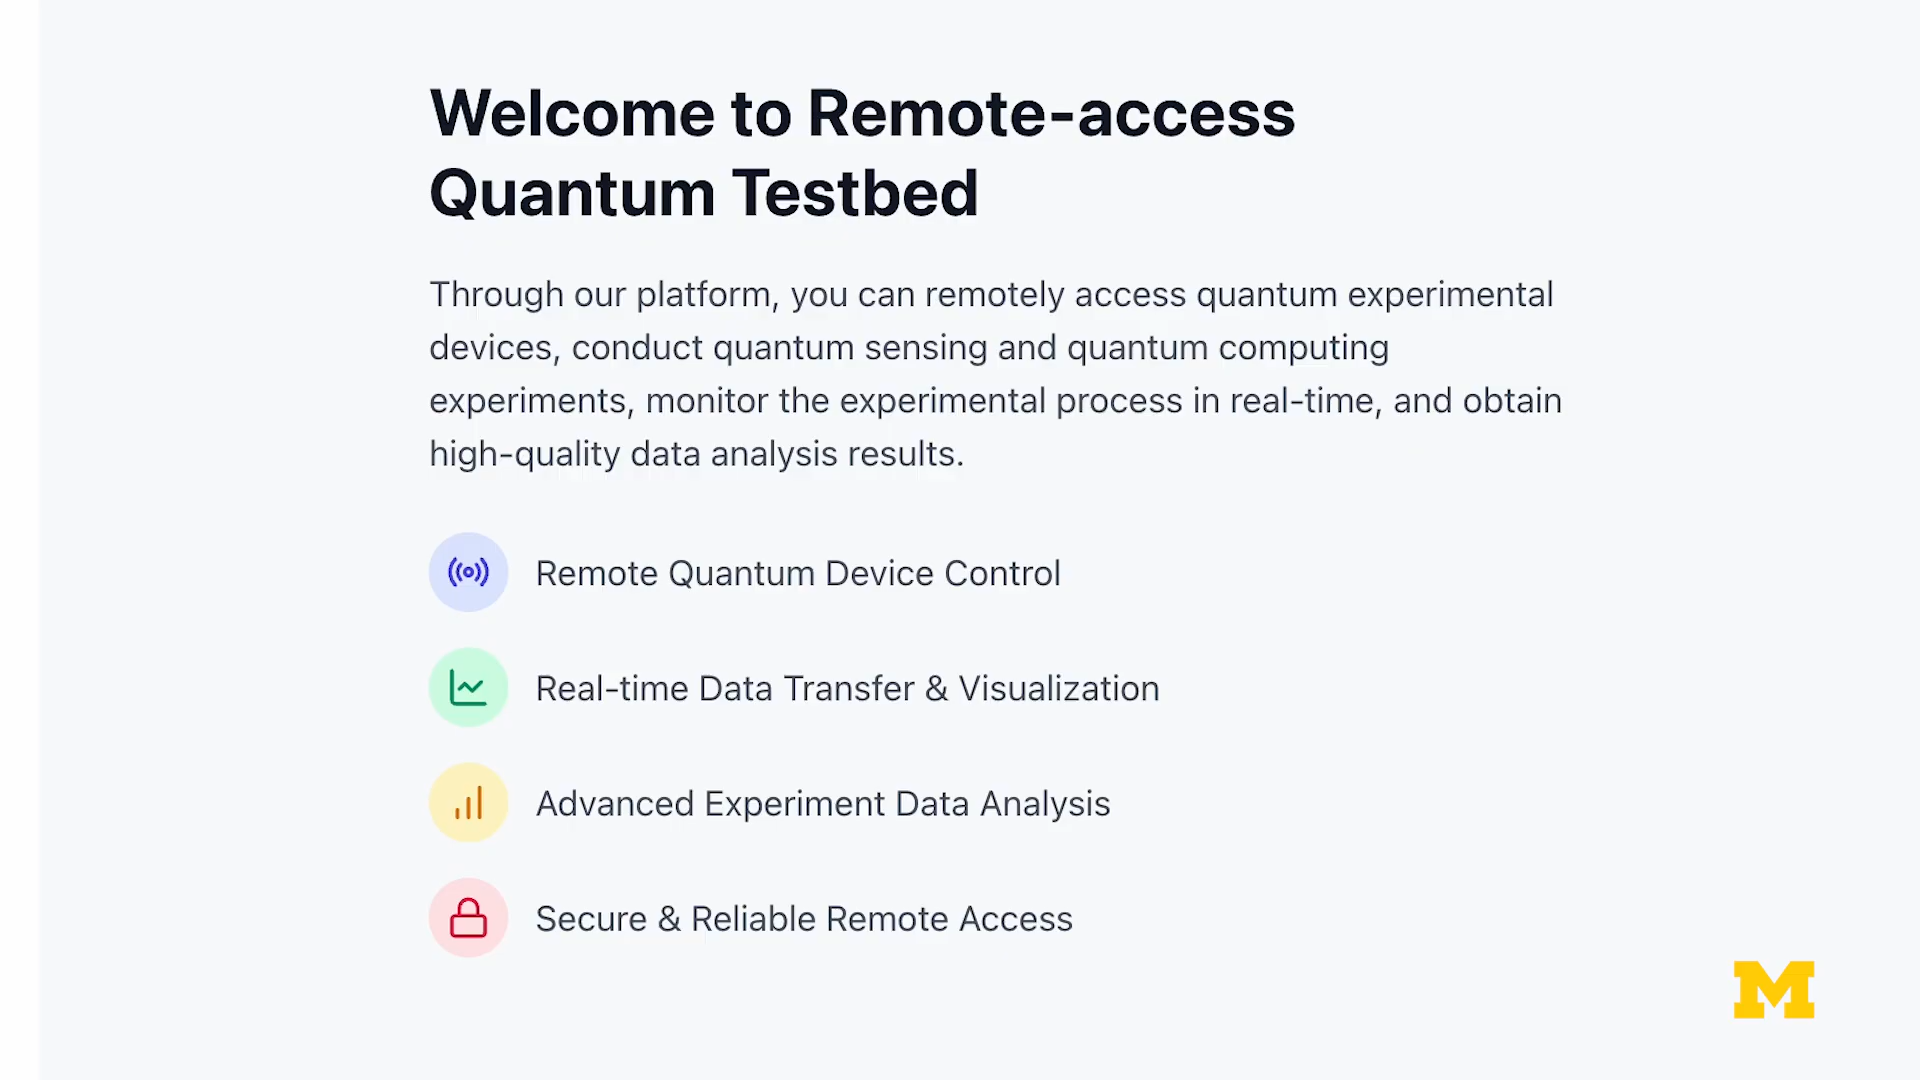 Welcome to Remote-access
Quantum Testbed
Through our platform, you can remotely access quantum experimental
devices, conduct quantum sensing and quantum computing
experiments, monitor the experimental process in real-time, and obtain
high-quality data analysis results.
Remote Quantum Device Control
Real-time Data Transfer & Visualization
Advanced Experiment Data Analysis
Secure & Reliable Remote Access
M